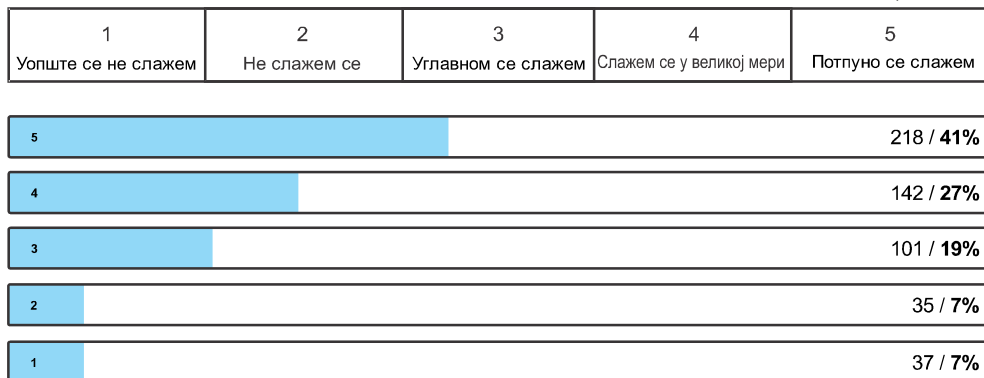 1 2 3 4 5
Уопште се не слажем Не слажем се Углавном се слажем Слажем се у великој мери Потпуно се слажем
5 218 / 41%
4 142 / 27%
3 101 / 19%
2 35 / 7%
1 37 / 7%